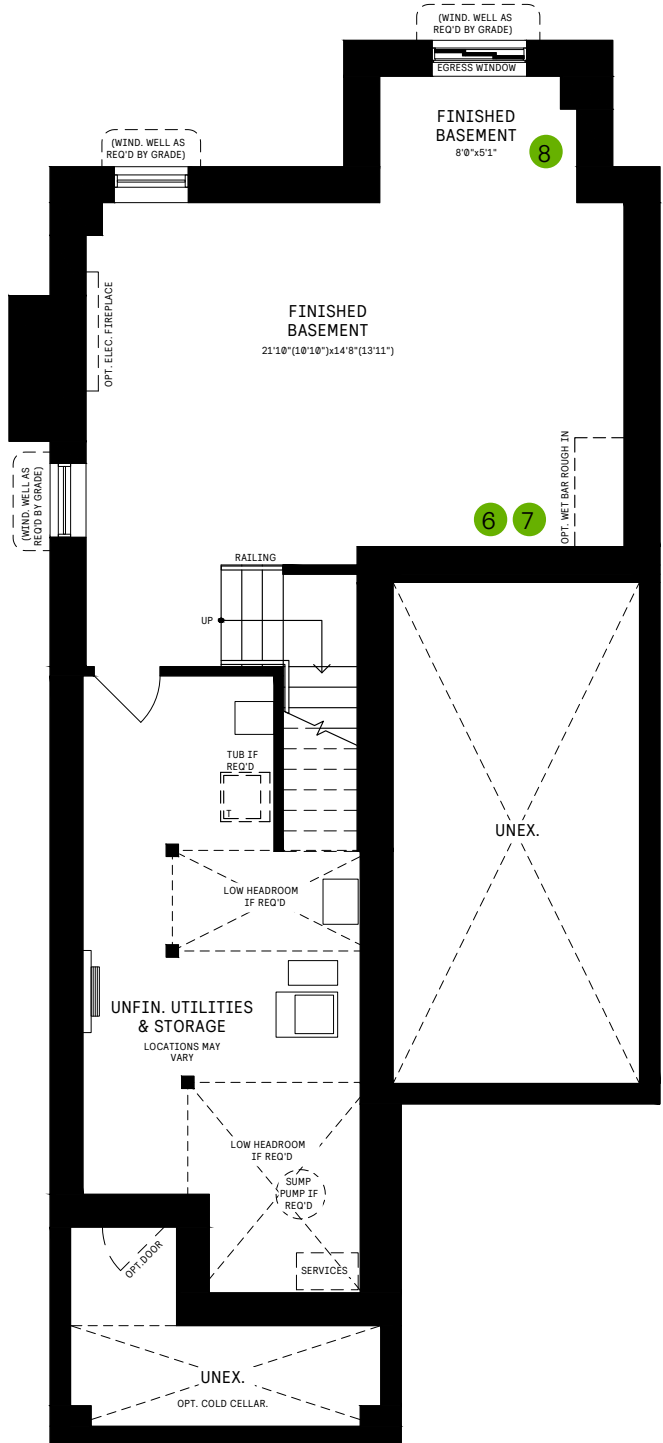 (WIND. WELL AS
REQ'D BY GRADE)
EGRESS WINDOW
FINISHED
BASEMENT
8'0"x5'1"
8
(WIND. WELL AS
REQ'D BY GRADE)
OPT. ELEC. FIREPLACE
FINISHED
BASEMENT
21'10"(10'10")x14'8"(13'11")
(WIND. WELL AS
REQ'D BY GRADE)
OPT. WET BAR ROUGH IN
6 7
RAILING
UP
TUB IF
REQ'D
T
UNEX.
LOW HEADROOM
IF REQ'D
UNFIN. UTILITIES
& STORAGE
LOCATIONS MAY
VARY
LOW HEADROOM
IF REQ'D
SUMP
PUMP IF
REQ'D
OPT.DOOR
SERVICES
UNEX.
OPT. COLD CELLAR.